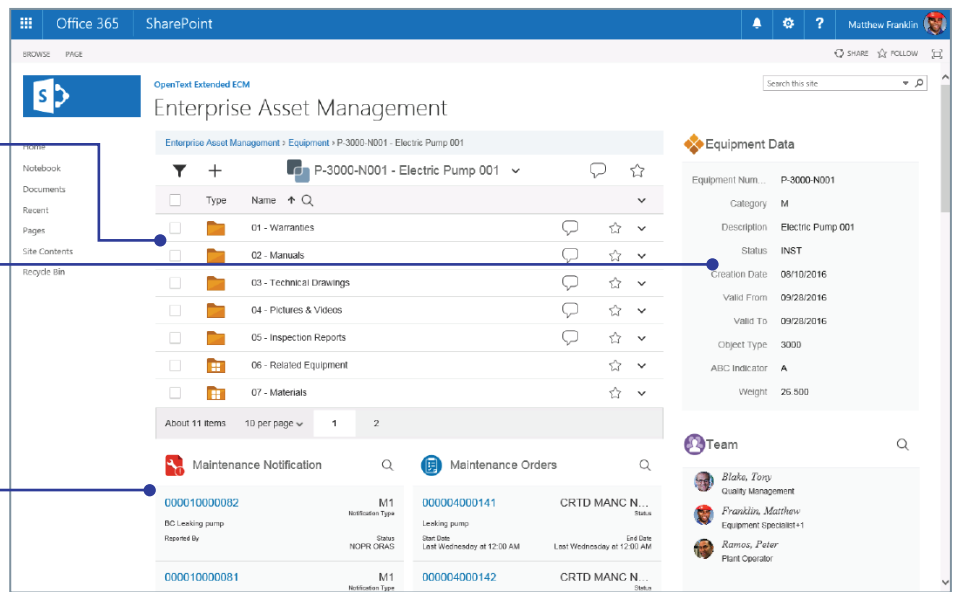 Office 365 SharePoint ? Matthew Franklin
BROWSE PAGE SHARE FOLLOW
S
OpenText Extended ECM
Search this site
Enterprise Asset Management
Home
Notebook
Documents
Recent
Pages
Site Contents
Recycle Bin
Enterprise Asset Management › Equipment › P-3000-N001 - Electric Pump 001
P-3000-N001 - Electric Pump 001
Type Name
01 - Warranties
02 - Manuals
03 - Technical Drawings
04 - Pictures & Videos
05 - Inspection Reports
06 - Related Equipment
07 - Materials
About 11 items 10 per page 1 2
Equipment Data
Equipment Num... P-3000-N001
Category M
Description Electric Pump 001
Status INST
Creation Date 08/10/2016
Valid From 09/28/2016
Valid To 09/28/2016
Object Type 3000
ABC Indicator A
Weight 26.500
Maintenance Notification
000010000082 M1
Notification Type
BC Leaking pump
Reported By Status
NOPR ORAS
000010000081 M1
Notification Type
Maintenance Orders
000004000141 CRTD MANC N...
Status
Leaking pump
Start Date End Date
Last Wednesday at 12:00 AM Last Wednesday at 12:00 AM
000004000142 CRTD MANC N...
Status
Team
Blake, Tony
Quality Management
Franklin, Matthew
Equipment Specialist+1
Ramos, Peter
Plant Operator